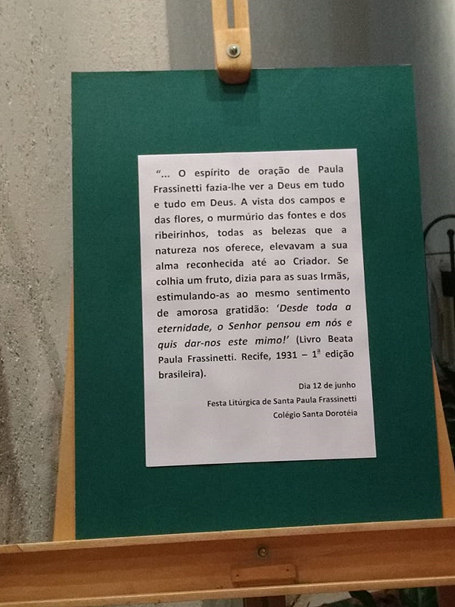 “... O espírito de oração de Paula
Frassinetti fazia-lhe ver a Deus em tudo
e tudo em Deus. A vista dos campos e
das flores, o murmúrio das fontes e dos
ribeirinhos, todas as belezas que a
natureza nos oferece, elevavam a sua
alma reconhecida até ao Criador. Se
colhia um fruto, dizia para as suas Irmãs,
estimulando-as ao mesmo sentimento
de amorosa gratidão: ‘Desde toda a
eternidade, o Senhor pensou em nós e
quis dar-nos este mimo!’ (Livro Beata
Paula Frassinetti. Recife, 1931 – 1ª edição
brasileira).
Dia 12 de junho
Festa Litúrgica de Santa Paula Frassinetti
Colégio Santa Dorotéia